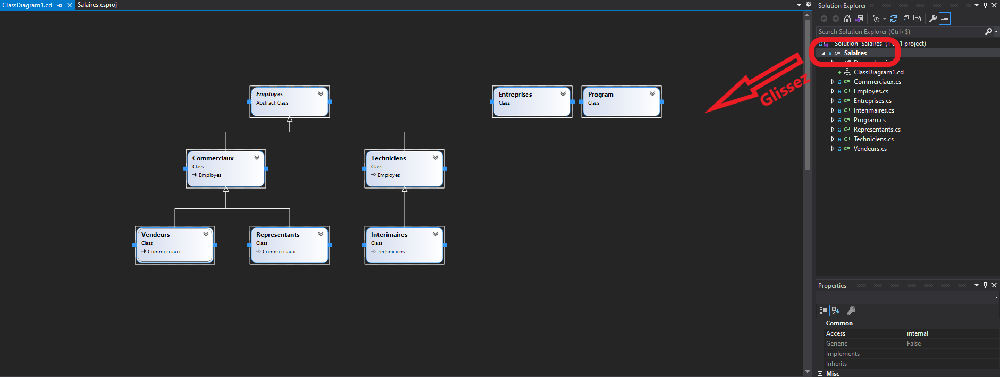 ClassDiagram1.cd
Salaires.csproj
Employes
Abstract Class
Entreprises
Class
Program
Class
Commerciaux
Class
Employes
Techniciens
Class
Employes
Vendeurs
Class
Commerciaux
Representants
Class
Commerciaux
Interimaires
Class
Techniciens
Glissez
Solution Explorer
Search Solution Explorer (Ctrl+$)
Solution 'Salaires' (1 of 1 project)
C# Salaires
ClassDiagram1.cd
C# Commerciaux.cs
C# Employes.cs
C# Entreprises.cs
C# Interimaires.cs
C# Program.cs
C# Representants.cs
C# Techniciens.cs
C# Vendeurs.cs
Properties
Common
Access internal
Generic False
Implements
Inherits
Misc